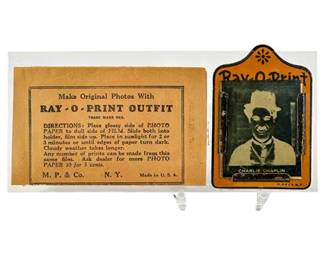 Make Original Photos With
RAY-O-PRINT OUTFIT
TRADE MARK REG.
DIRECTIONS: Place glossy side of PHOTO
PAPER to dull side of FILM. Slide both into
holder, film side up. Place in sunlight for 2 or
3 minutes or until edges of paper turn dark.
Cloudy weather takes longer.
Any number of prints can be made from this
same film. Ask dealer for more PHOTO
PAPER 10 for 5 cents.
M. P. & Co. N. Y. Made in U. S. A.
Ray-O-Print
CHARLIE CHAPLIN